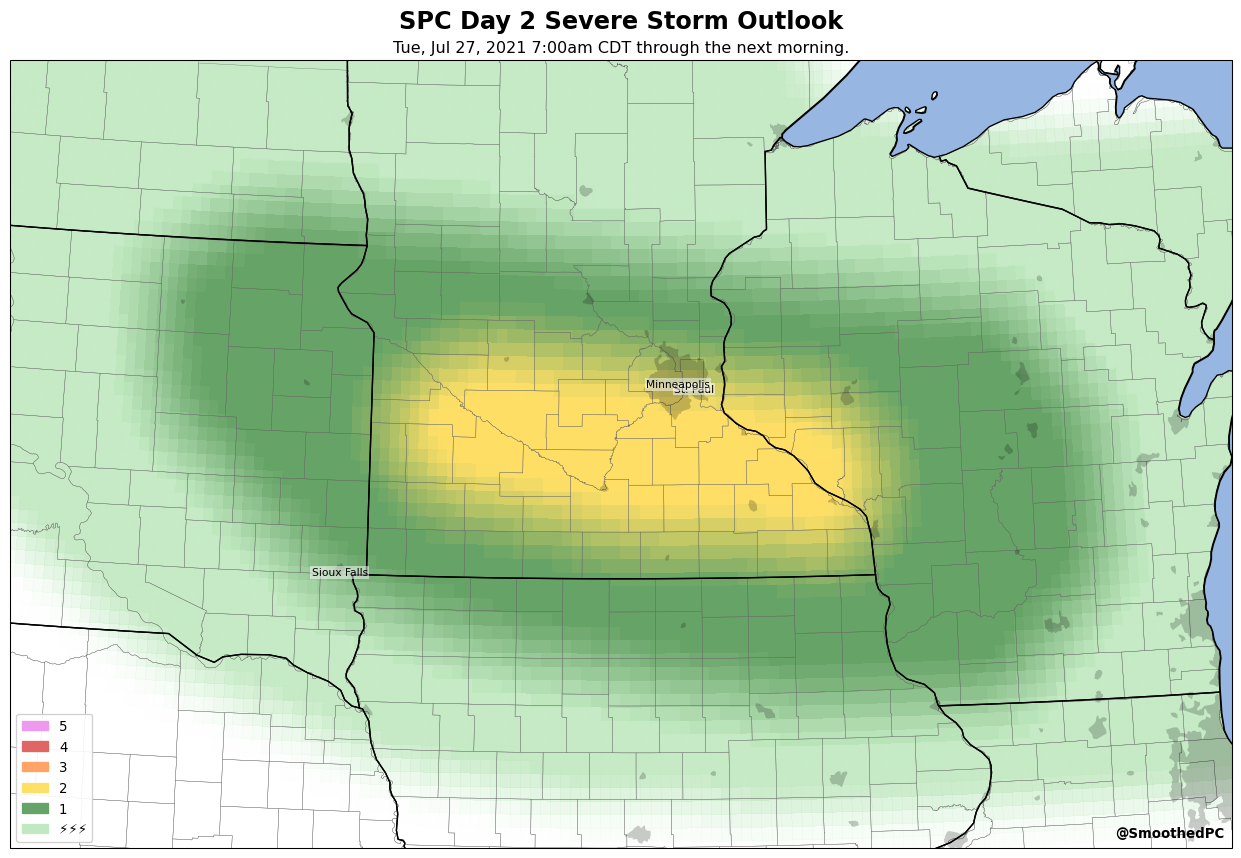 SPC Day 2 Severe Storm Outlook
Tue, Jul 27, 2021 7:00am CDT through the next morning.
Minneapolis
St. Paul
Sioux Falls
5
4
3
2
1
⚡⚡⚡
@SmoothedPC